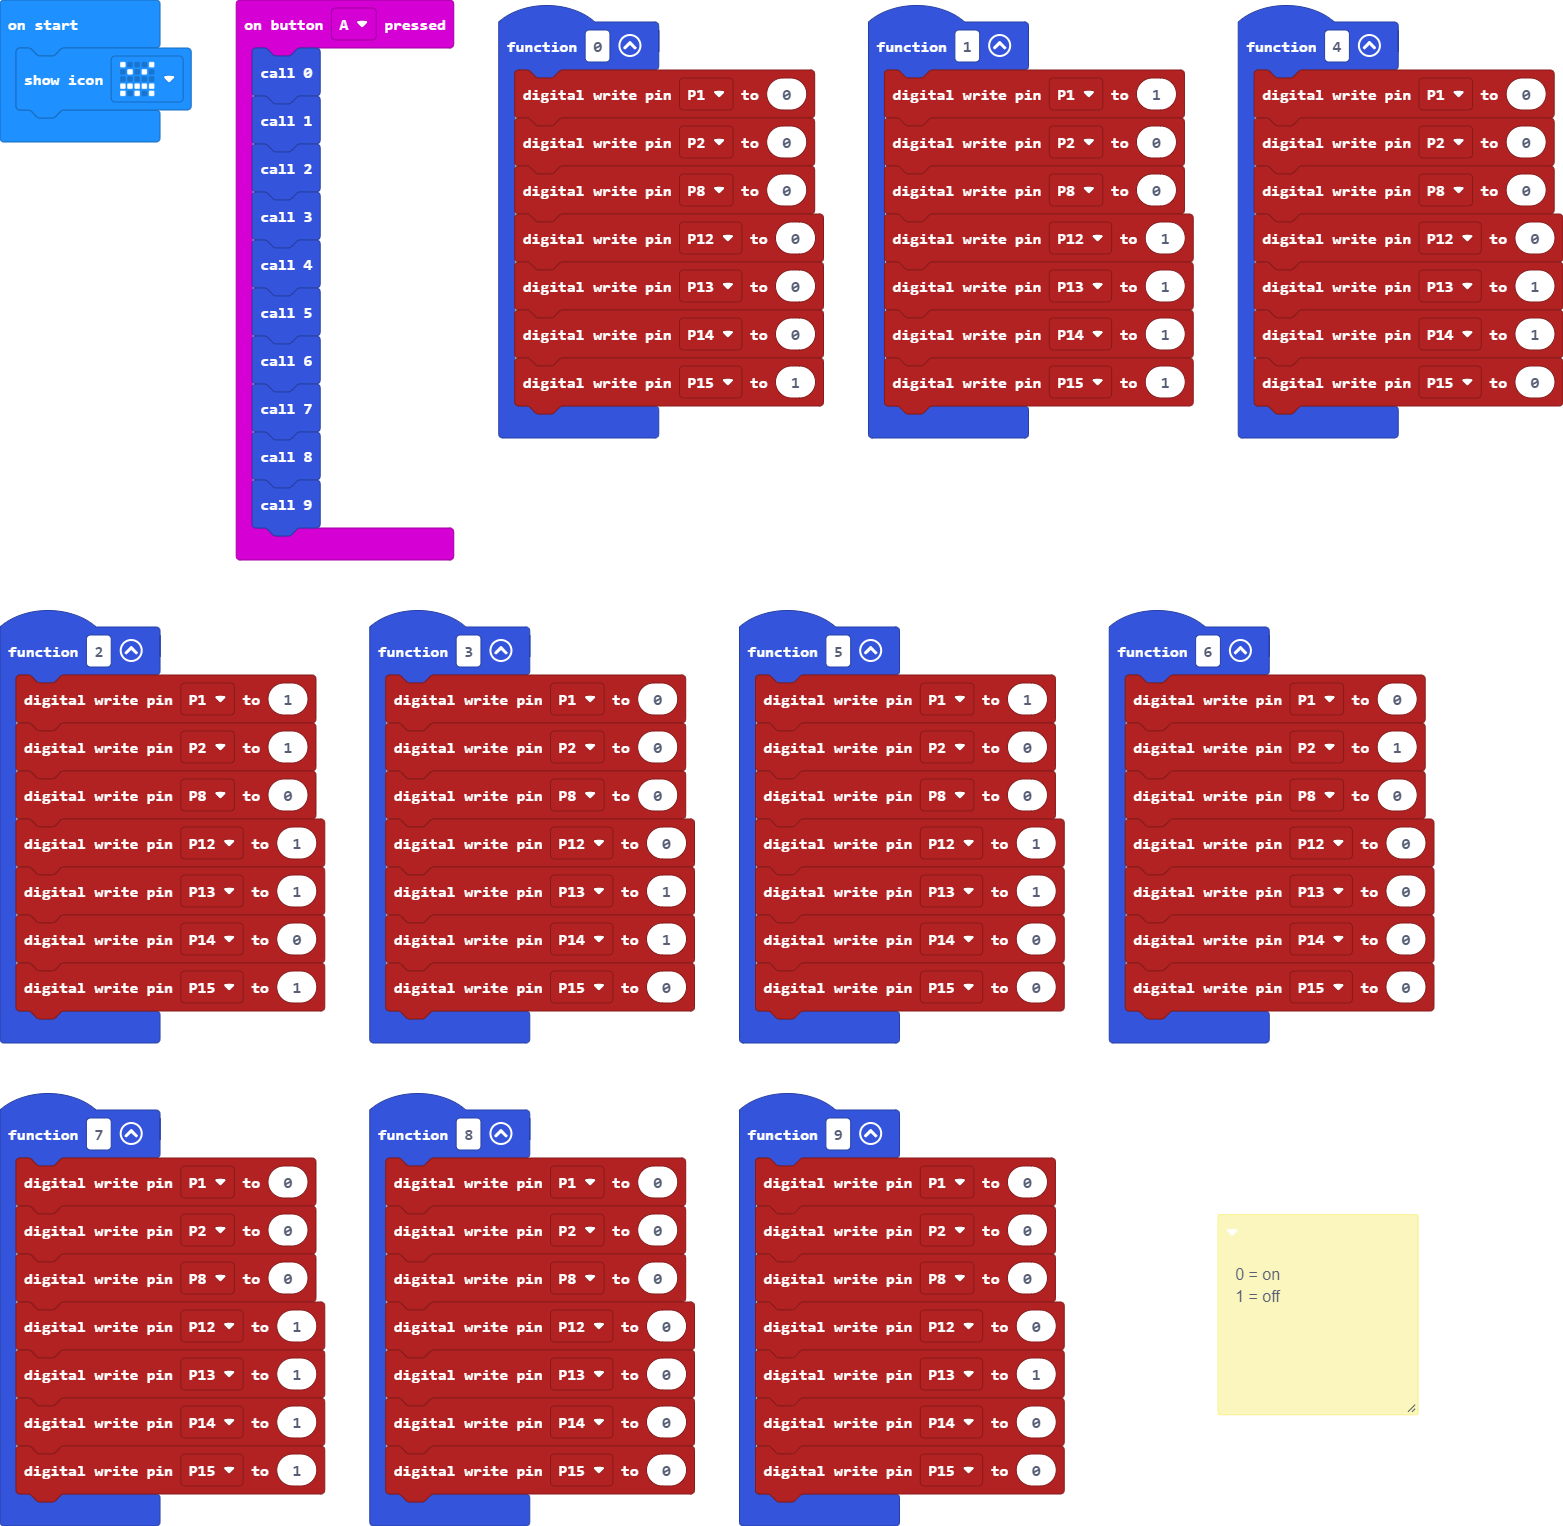 on start
show icon
on button A pressed
call 0
call 1
call 2
call 3
call 4
call 5
call 6
call 7
call 8
call 9
function 0
digital write pin P1 to 0
digital write pin P2 to 0
digital write pin P8 to 0
digital write pin P12 to 0
digital write pin P13 to 0
digital write pin P14 to 0
digital write pin P15 to 1
function 1
digital write pin P1 to 1
digital write pin P2 to 0
digital write pin P8 to 0
digital write pin P12 to 1
digital write pin P13 to 1
digital write pin P14 to 1
digital write pin P15 to 1
function 4
digital write pin P1 to 0
digital write pin P2 to 0
digital write pin P8 to 0
digital write pin P12 to 0
digital write pin P13 to 1
digital write pin P14 to 1
digital write pin P15 to 0
function 2
digital write pin P1 to 1
digital write pin P2 to 1
digital write pin P8 to 0
digital write pin P12 to 1
digital write pin P13 to 1
digital write pin P14 to 0
digital write pin P15 to 1
function 3
digital write pin P1 to 0
digital write pin P2 to 0
digital write pin P8 to 0
digital write pin P12 to 0
digital write pin P13 to 1
digital write pin P14 to 1
digital write pin P15 to 0
function 5
digital write pin P1 to 1
digital write pin P2 to 0
digital write pin P8 to 0
digital write pin P12 to 1
digital write pin P13 to 1
digital write pin P14 to 0
digital write pin P15 to 0
function 6
digital write pin P1 to 0
digital write pin P2 to 1
digital write pin P8 to 0
digital write pin P12 to 0
digital write pin P13 to 0
digital write pin P14 to 0
digital write pin P15 to 0
function 7
digital write pin P1 to 0
digital write pin P2 to 0
digital write pin P8 to 0
digital write pin P12 to 1
digital write pin P13 to 1
digital write pin P14 to 1
digital write pin P15 to 1
function 8
digital write pin P1 to 0
digital write pin P2 to 0
digital write pin P8 to 0
digital write pin P12 to 0
digital write pin P13 to 0
digital write pin P14 to 0
digital write pin P15 to 0
function 9
digital write pin P1 to 0
digital write pin P2 to 0
digital write pin P8 to 0
digital write pin P12 to 0
digital write pin P13 to 1
digital write pin P14 to 0
digital write pin P15 to 0
0 = on
1 = off